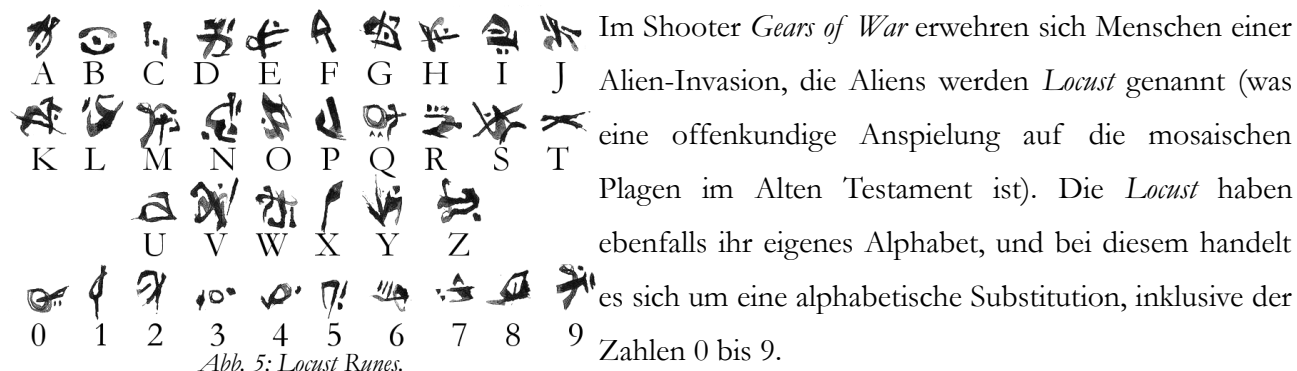 A B C D E F G H I J
K L M N O P Q R S T
U V W X Y Z
0 1 2 3 4 5 6 7 8 9
Abb. 5: Locust Runes.
Im Shooter Gears of War erwehren sich Menschen einer
Alien-Invasion, die Aliens werden Locust genannt (was
eine offenkundige Anspielung auf die mosaischen
Plagen im Alten Testament ist). Die Locust haben
ebenfalls ihr eigenes Alphabet, und bei diesem handelt
es sich um eine alphabetische Substitution, inklusive der
Zahlen 0 bis 9.